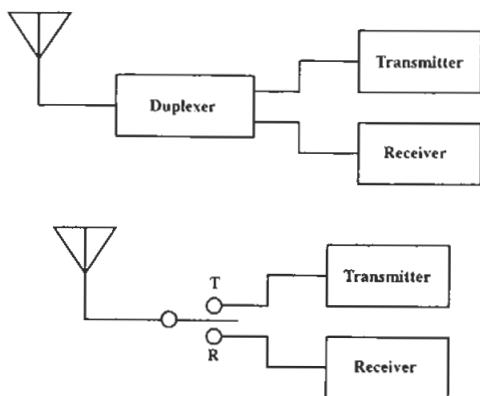 Transmitter
Duplexer
Receiver
T
Transmitter
R
Receiver